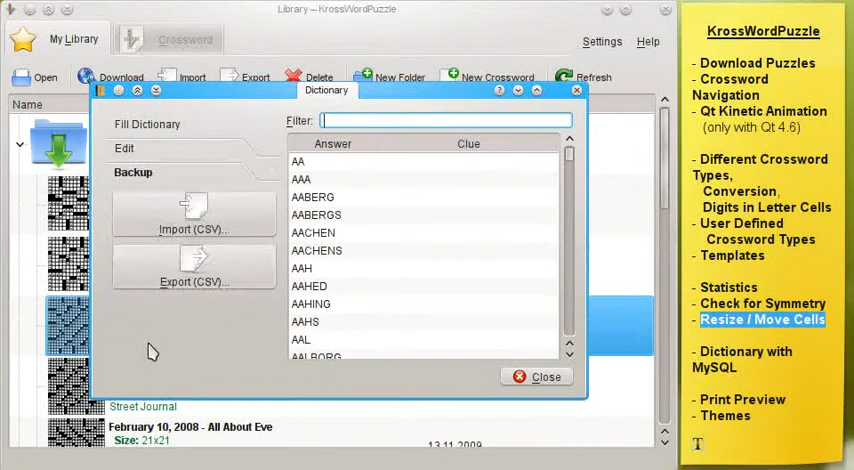 Library – KrossWordPuzzle
My Library
Crossword
Settings Help
Open Download Import Export Delete New Folder New Crossword Refresh
Name
Dictionary
Fill Dictionary
Edit
Backup
Import (CSV)...
Export (CSV)...
Filter:
Answer Clue
AA
AAA
AABERG
AABERGS
AACHEN
AACHENS
AAH
AAHED
AAHING
AAHS
AAL
AALBORG
Close
Street Journal
February 10, 2008 - All About Eve
Size: 21x21
13.11.2009
KrossWordPuzzle
- Download Puzzles
- Crossword
Navigation
- Qt Kinetic Animation
(only with Qt 4.6)
- Different Crossword
Types,
Conversion,
Digits in Letter Cells
- User Defined
Crossword Types
- Templates
- Statistics
- Check for Symmetry
- Resize / Move Cells
- Dictionary with
MySQL
- Print Preview
- Themes
T